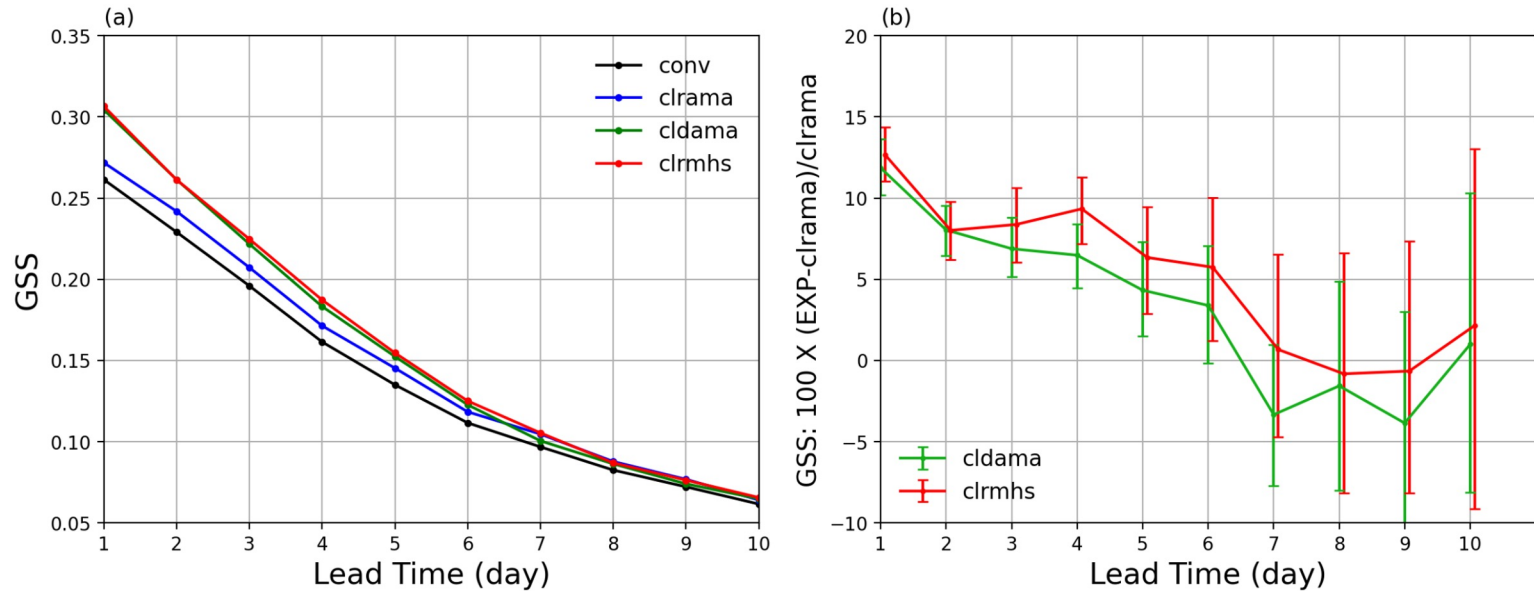 (a)
0.35
0.30
0.25
0.20
0.15
0.10
0.05
GSS
conv
clrama
cldama
clrmhs
1 2 3 4 5 6 7 8 9 10
Lead Time (day)
(b)
20
15
10
5
0
−5
−10
GSS: 100 X (EXP-clrama)/clrama
cldama
clrmhs
1 2 3 4 5 6 7 8 9 10
Lead Time (day)